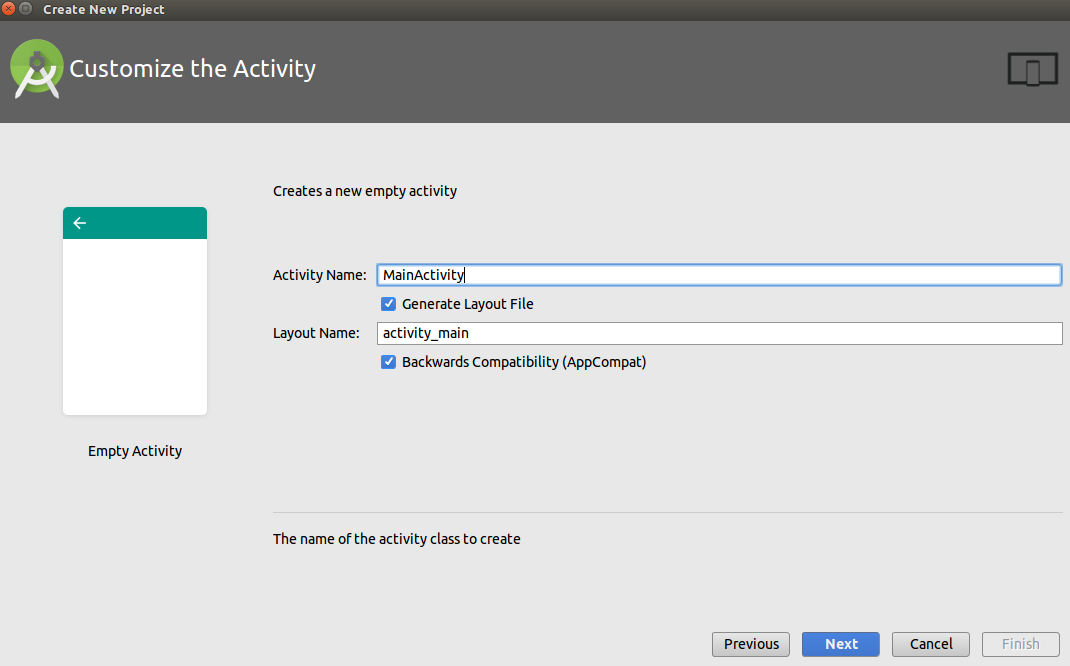 Create New Project
Customize the Activity
Creates a new empty activity
Activity Name: MainActivity
Generate Layout File
Layout Name: activity_main
Backwards Compatibility (AppCompat)
Empty Activity
The name of the activity class to create
Previous Next Cancel Finish